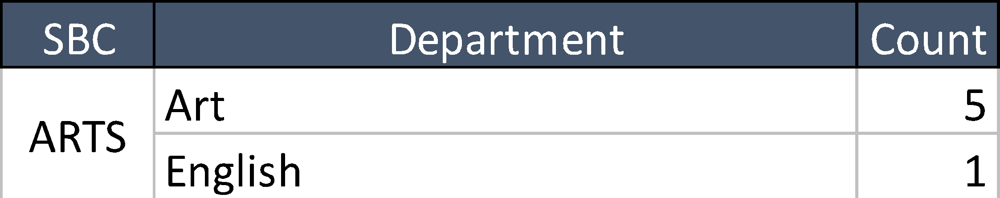 SBC Department Count
ARTS
Art 5
English 1